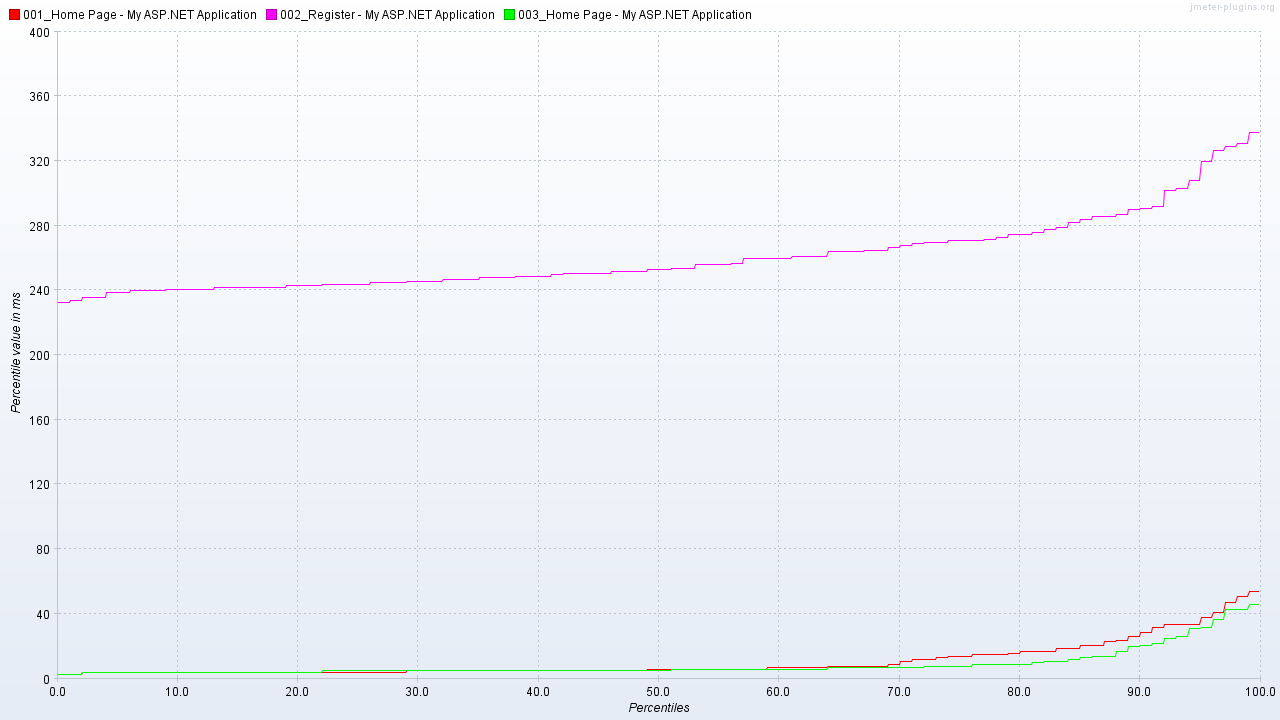 jmeter-plugins.org
001_Home Page - My ASP.NET Application 002_Register - My ASP.NET Application 003_Home Page - My ASP.NET Application
400
360
320
280
240
200
160
120
80
40
0
Percentile value in ms
0.0 10.0 20.0 30.0 40.0 50.0 60.0 70.0 80.0 90.0 100.0
Percentiles